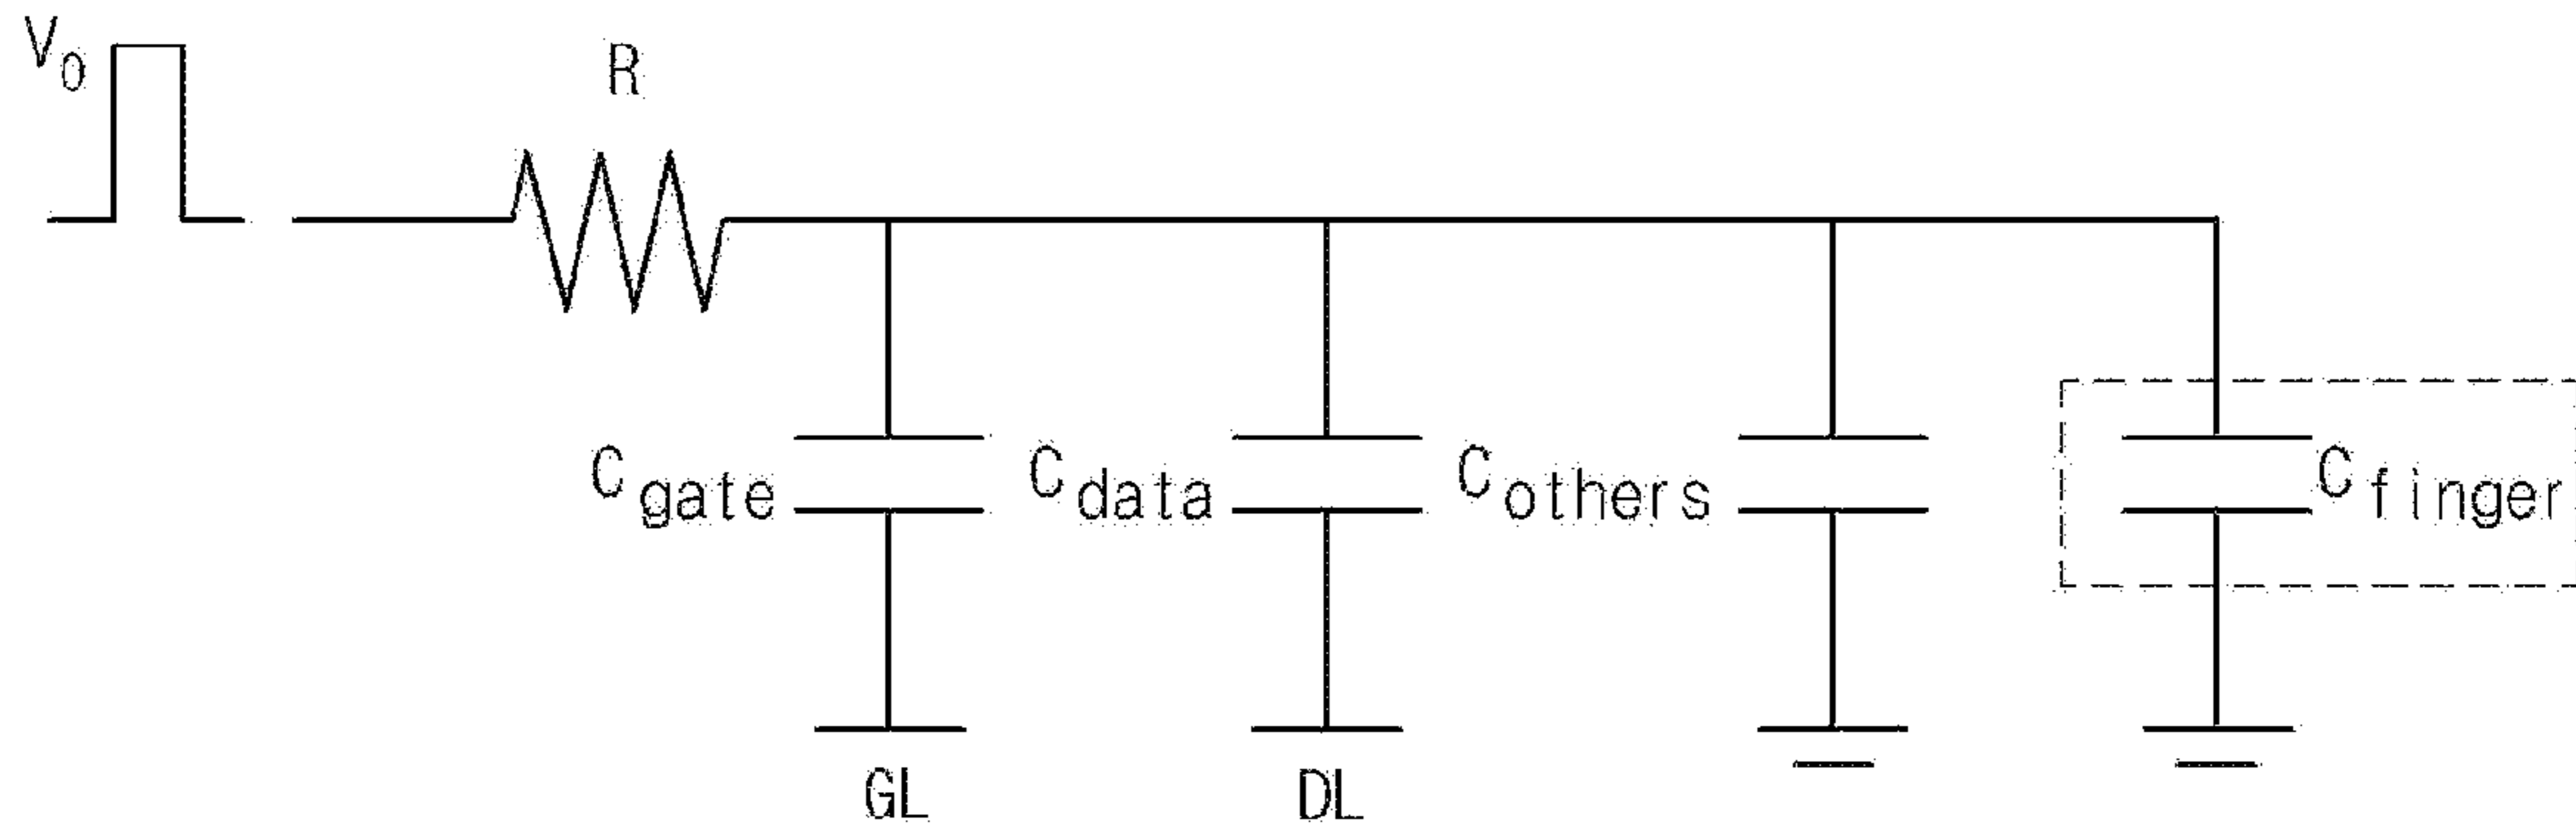 V0
R
Cgate
Cdata
Cothers
Cfinger
GL
DL